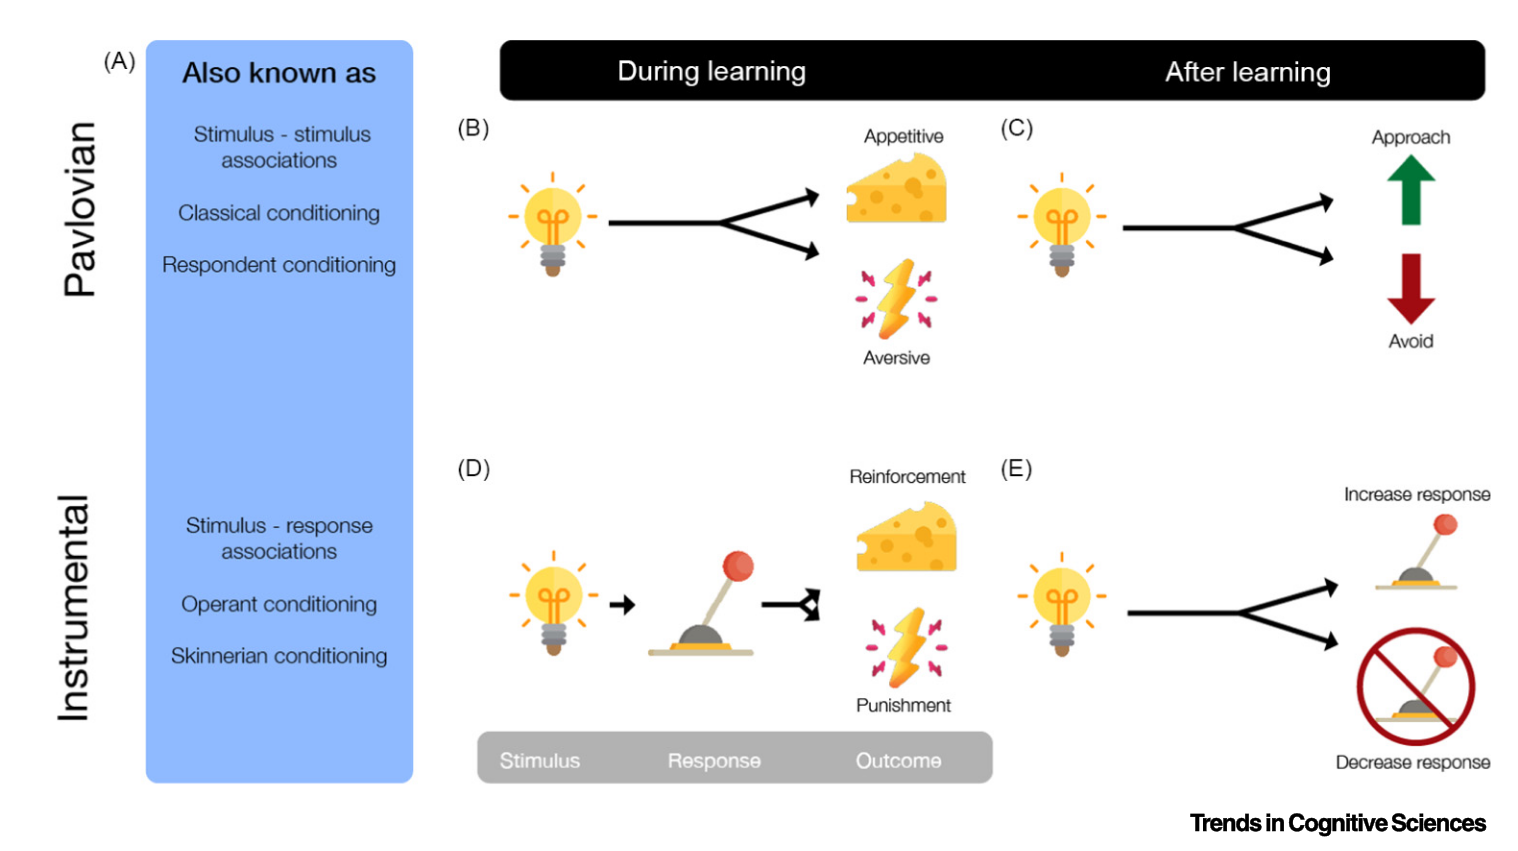 (A)
Also known as
During learning
After learning
Pavlovian
Stimulus - stimulus
associations
Classical conditioning
Respondent conditioning
(B)
Appetitive
Aversive
(C)
Approach
Avoid
Instrumental
Stimulus - response
associations
Operant conditioning
Skinnerian conditioning
(D)
Reinforcement
Punishment
Stimulus
Response
Outcome
(E)
Increase response
Decrease response
Trends in Cognitive Sciences